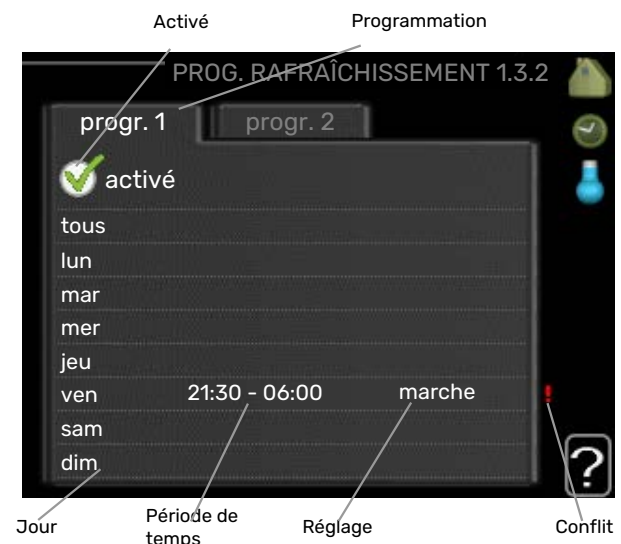 Activé Programmation
PROG. RAFRAÎCHISSEMENT 1.3.2
progr. 1 progr. 2
activé
tous
lun
mar
mer
jeu
ven 21:30 - 06:00 marche !
sam
dim
?
Jour Période de temps Réglage Conflit